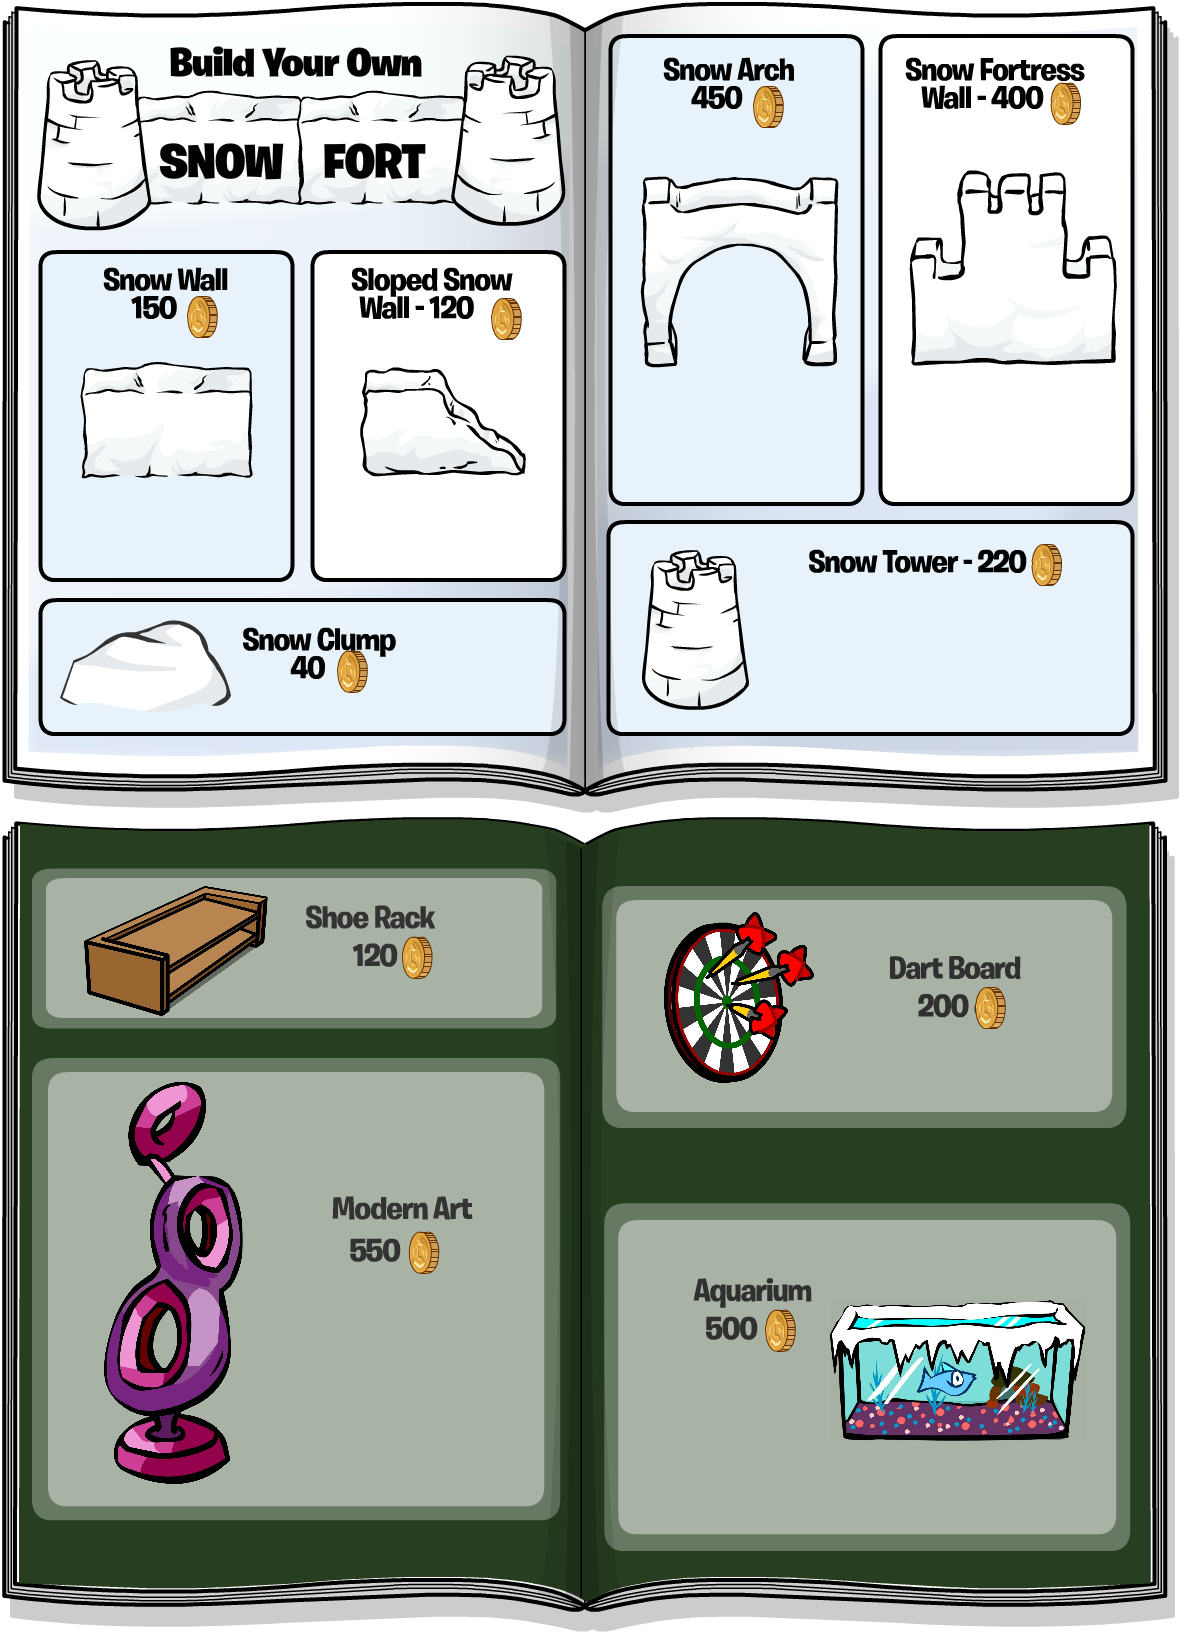 Build Your Own
SNOW FORT
Snow Wall
150
Sloped Snow
Wall - 120
Snow Clump
40
Snow Arch
450
Snow Fortress
Wall - 400
Snow Tower - 220
Shoe Rack
120
Modern Art
550
Dart Board
200
Aquarium
500